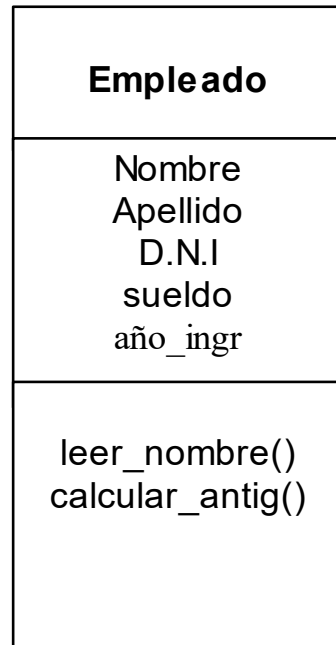 Empleado
Nombre
Apellido
D.N.I
sueldo
año_ingr
leer_nombre()
calcular_antig()